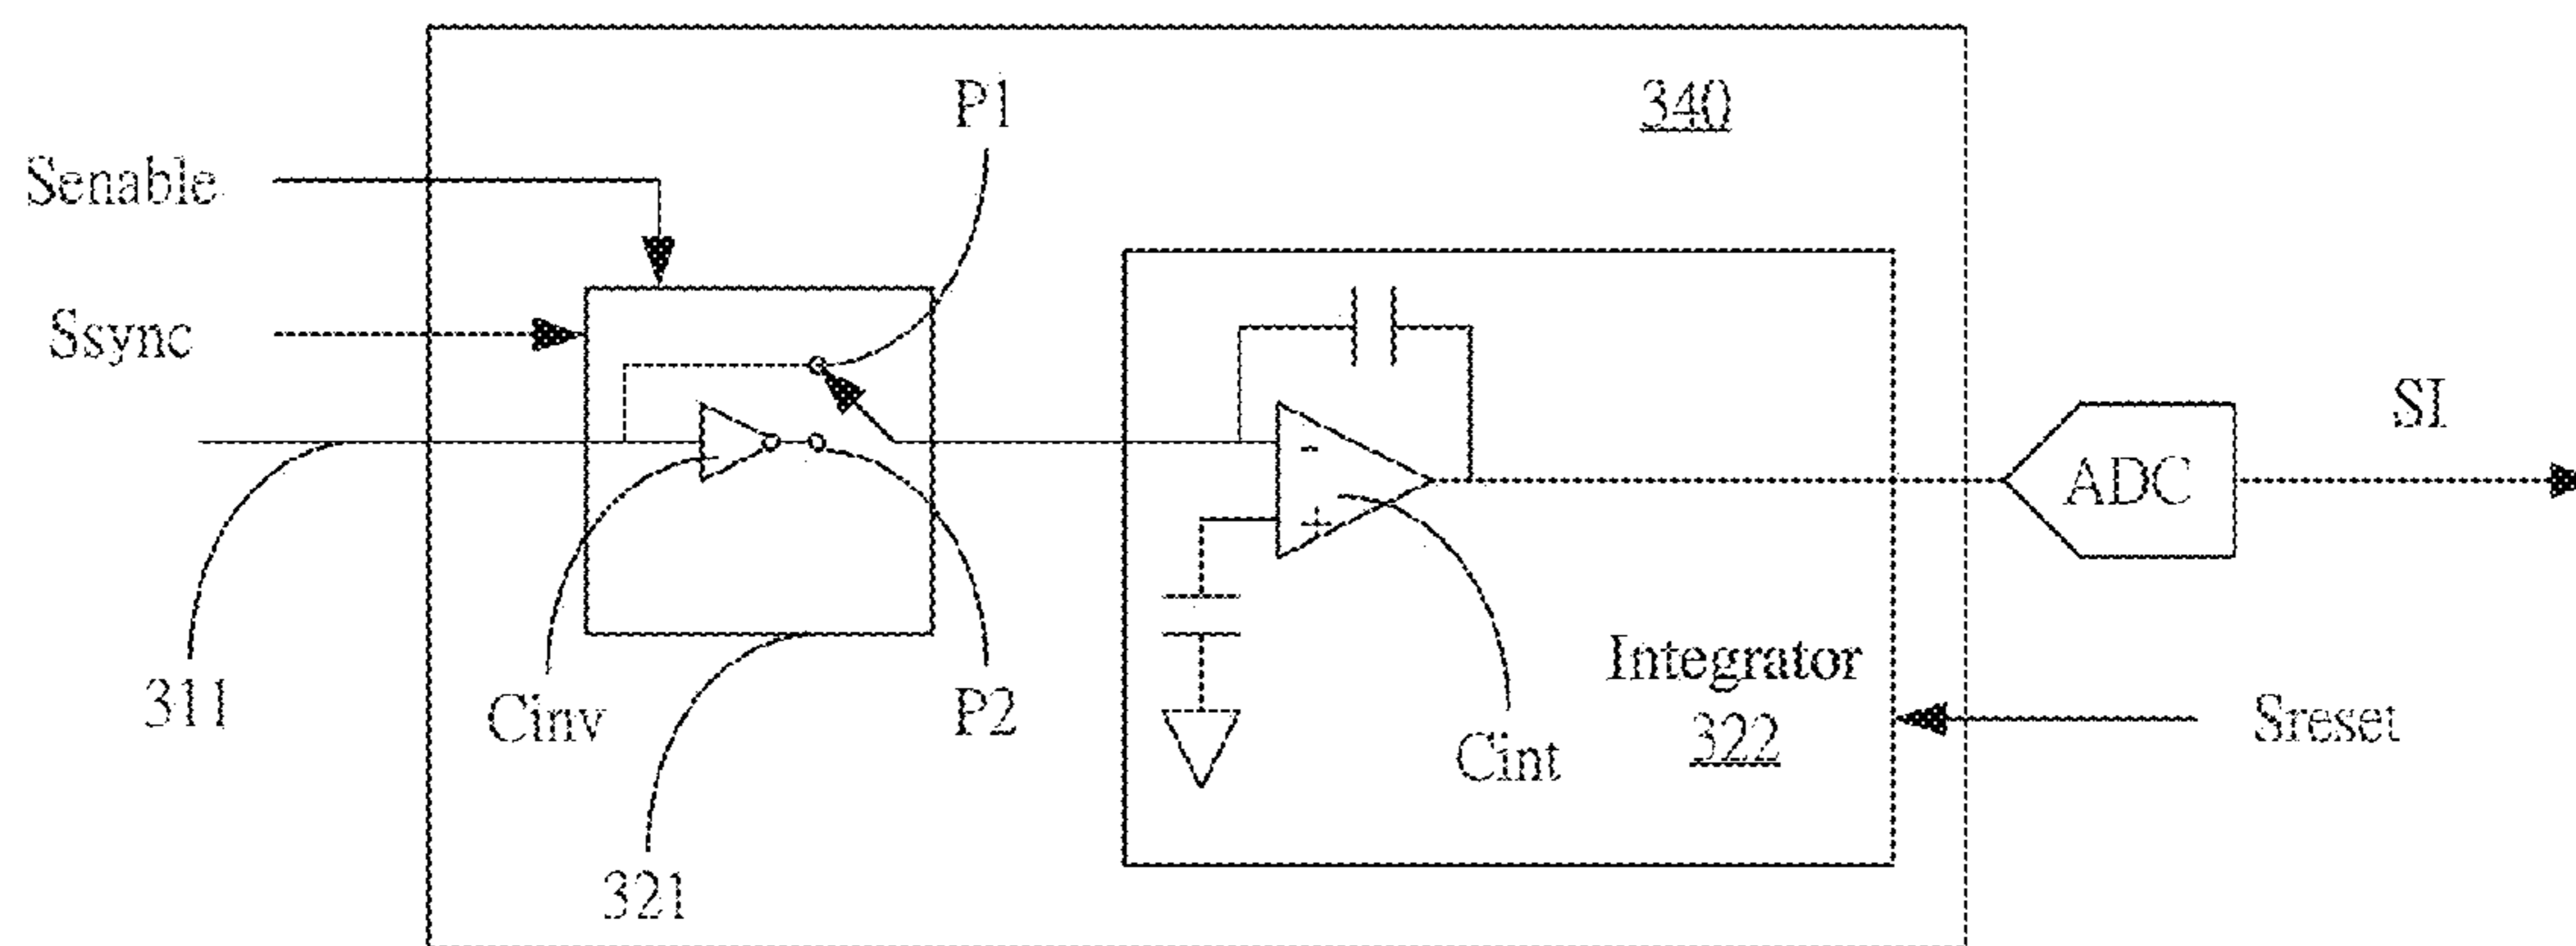 P1
340
Senable
Ssync
-
+
ADC
SI
311
Cinv
P2
Integrator
322
Cint
Sreset
321